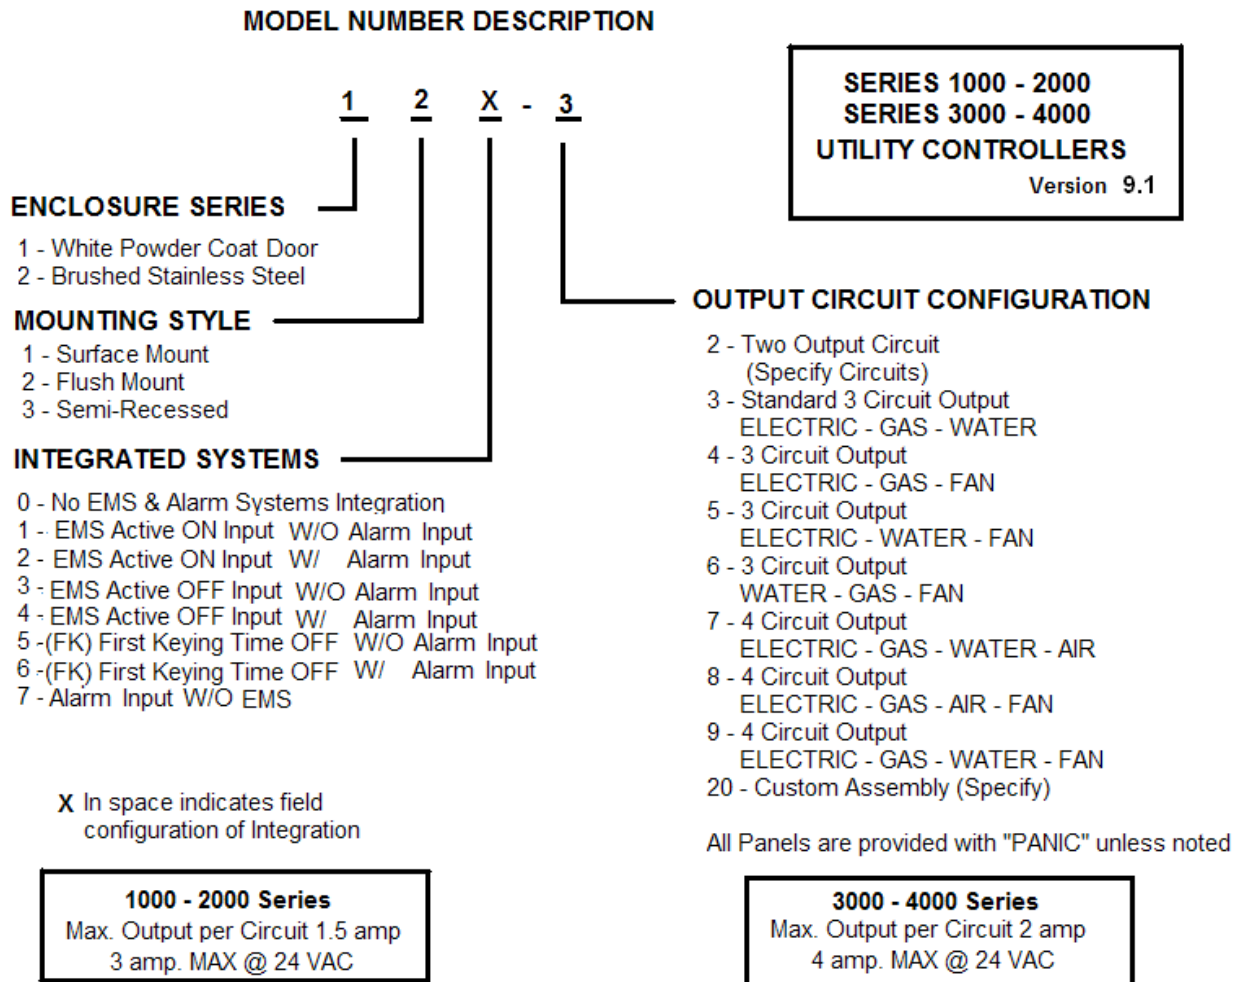 MODEL NUMBER DESCRIPTION
1 2 X - 3
SERIES 1000 - 2000
SERIES 3000 - 4000
UTILITY CONTROLLERS
Version 9.1
ENCLOSURE SERIES
1 - White Powder Coat Door
2 - Brushed Stainless Steel
MOUNTING STYLE
1 - Surface Mount
2 - Flush Mount
3 - Semi-Recessed
INTEGRATED SYSTEMS
0 - No EMS & Alarm Systems Integration
1 - EMS Active ON Input W/O Alarm Input
2 - EMS Active ON Input W/ Alarm Input
3 - EMS Active OFF Input W/O Alarm Input
4 - EMS Active OFF Input W/ Alarm Input
5 -(FK) First Keying Time OFF W/O Alarm Input
6 -(FK) First Keying Time OFF W/ Alarm Input
7 - Alarm Input W/O EMS
X In space indicates field
configuration of Integration
1000 - 2000 Series
Max. Output per Circuit 1.5 amp
3 amp. MAX @ 24 VAC
OUTPUT CIRCUIT CONFIGURATION
2 - Two Output Circuit
(Specify Circuits)
3 - Standard 3 Circuit Output
ELECTRIC - GAS - WATER
4 - 3 Circuit Output
ELECTRIC - GAS - FAN
5 - 3 Circuit Output
ELECTRIC - WATER - FAN
6 - 3 Circuit Output
WATER - GAS - FAN
7 - 4 Circuit Output
ELECTRIC - GAS - WATER - AIR
8 - 4 Circuit Output
ELECTRIC - GAS - AIR - FAN
9 - 4 Circuit Output
ELECTRIC - GAS - WATER - FAN
20 - Custom Assembly (Specify)
All Panels are provided with "PANIC" unless noted
3000 - 4000 Series
Max. Output per Circuit 2 amp
4 amp. MAX @ 24 VAC